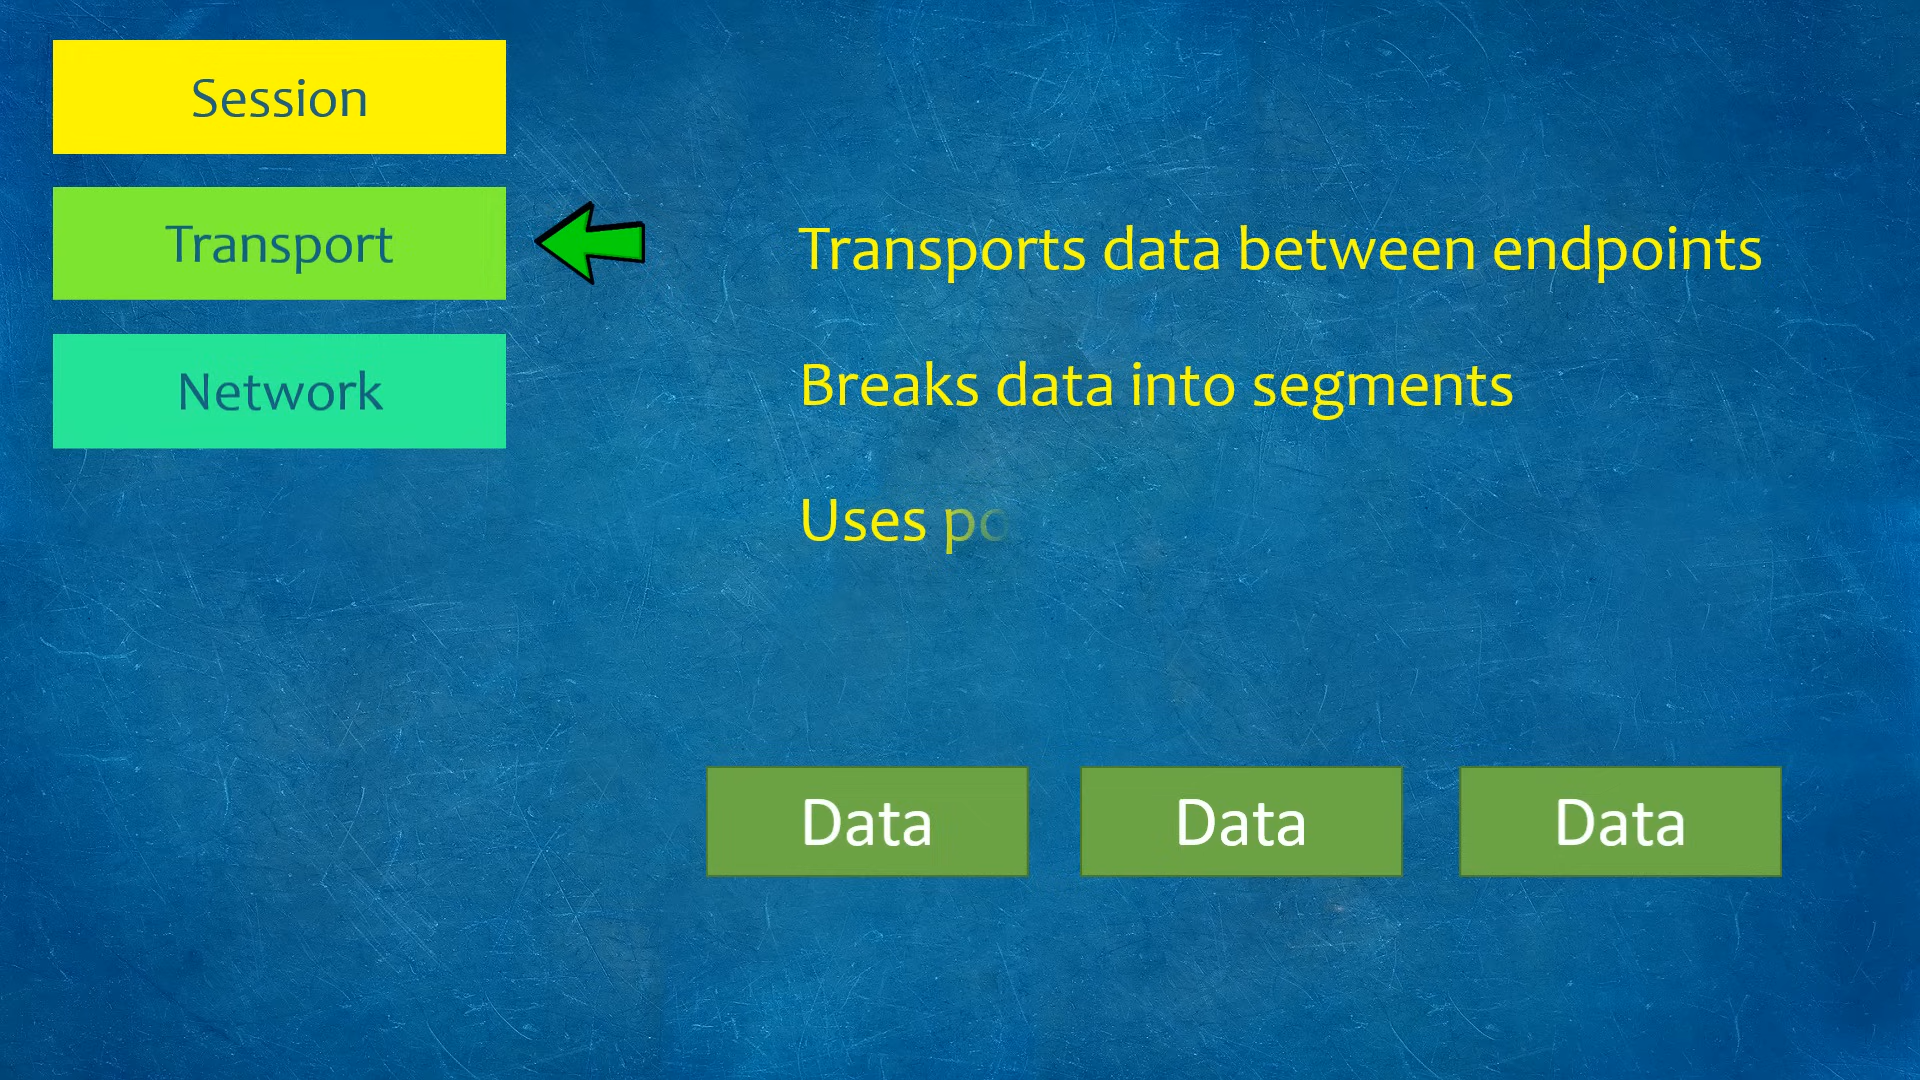 Session
Transport
Network
Transports data between endpoints
Breaks data into segments
Uses
Data
Data
Data